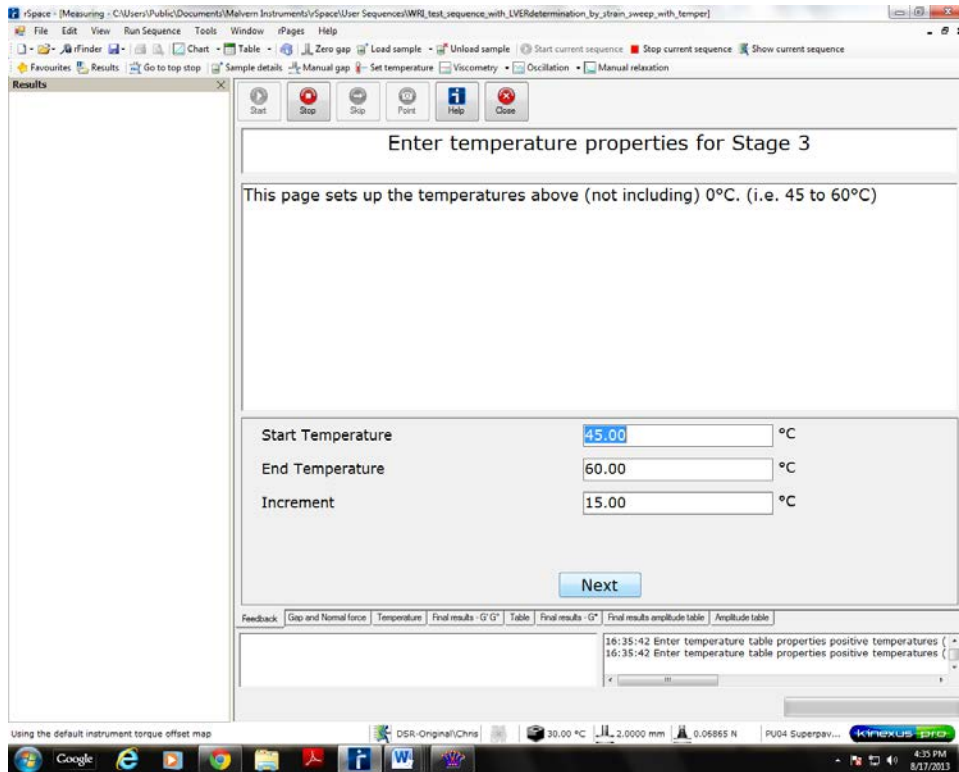 rSpace - [Measuring - C:\Users\Public\Documents\Malvern Instruments\rSpace\User Sequences\WRI_test_sequence_with_LVERdetermination_by_strain_sweep_with_temper]
File Edit View Run Sequence Tools Window rPages Help
rFinder Chart Table Zero gap Load sample Unload sample Start current sequence Stop current sequence Show current sequence
Favourites Results Go to top stop Sample details Manual gap Set temperature Viscometry Oscillation Manual relaxation
Results
Start Stop Skip Point Help Close
Enter temperature properties for Stage 3
This page sets up the temperatures above (not including) 0°C. (i.e. 45 to 60°C)
Start Temperature 45.00 °C
End Temperature 60.00 °C
Increment 15.00 °C
Next
Feedback Gap and Normal force Temperature Final results - G'G" Table Final results - G* Final results amplitude table Amplitude table
16:35:42 Enter temperature table properties positive temperatures (
16:35:42 Enter temperature table properties positive temperatures (
Using the default instrument torque offset map DSR-Original\Chris 30.00 °C 2.0000 mm 0.06865 N PU04 Superpav... kinexus pro
Google 4:35 PM
8/17/2013